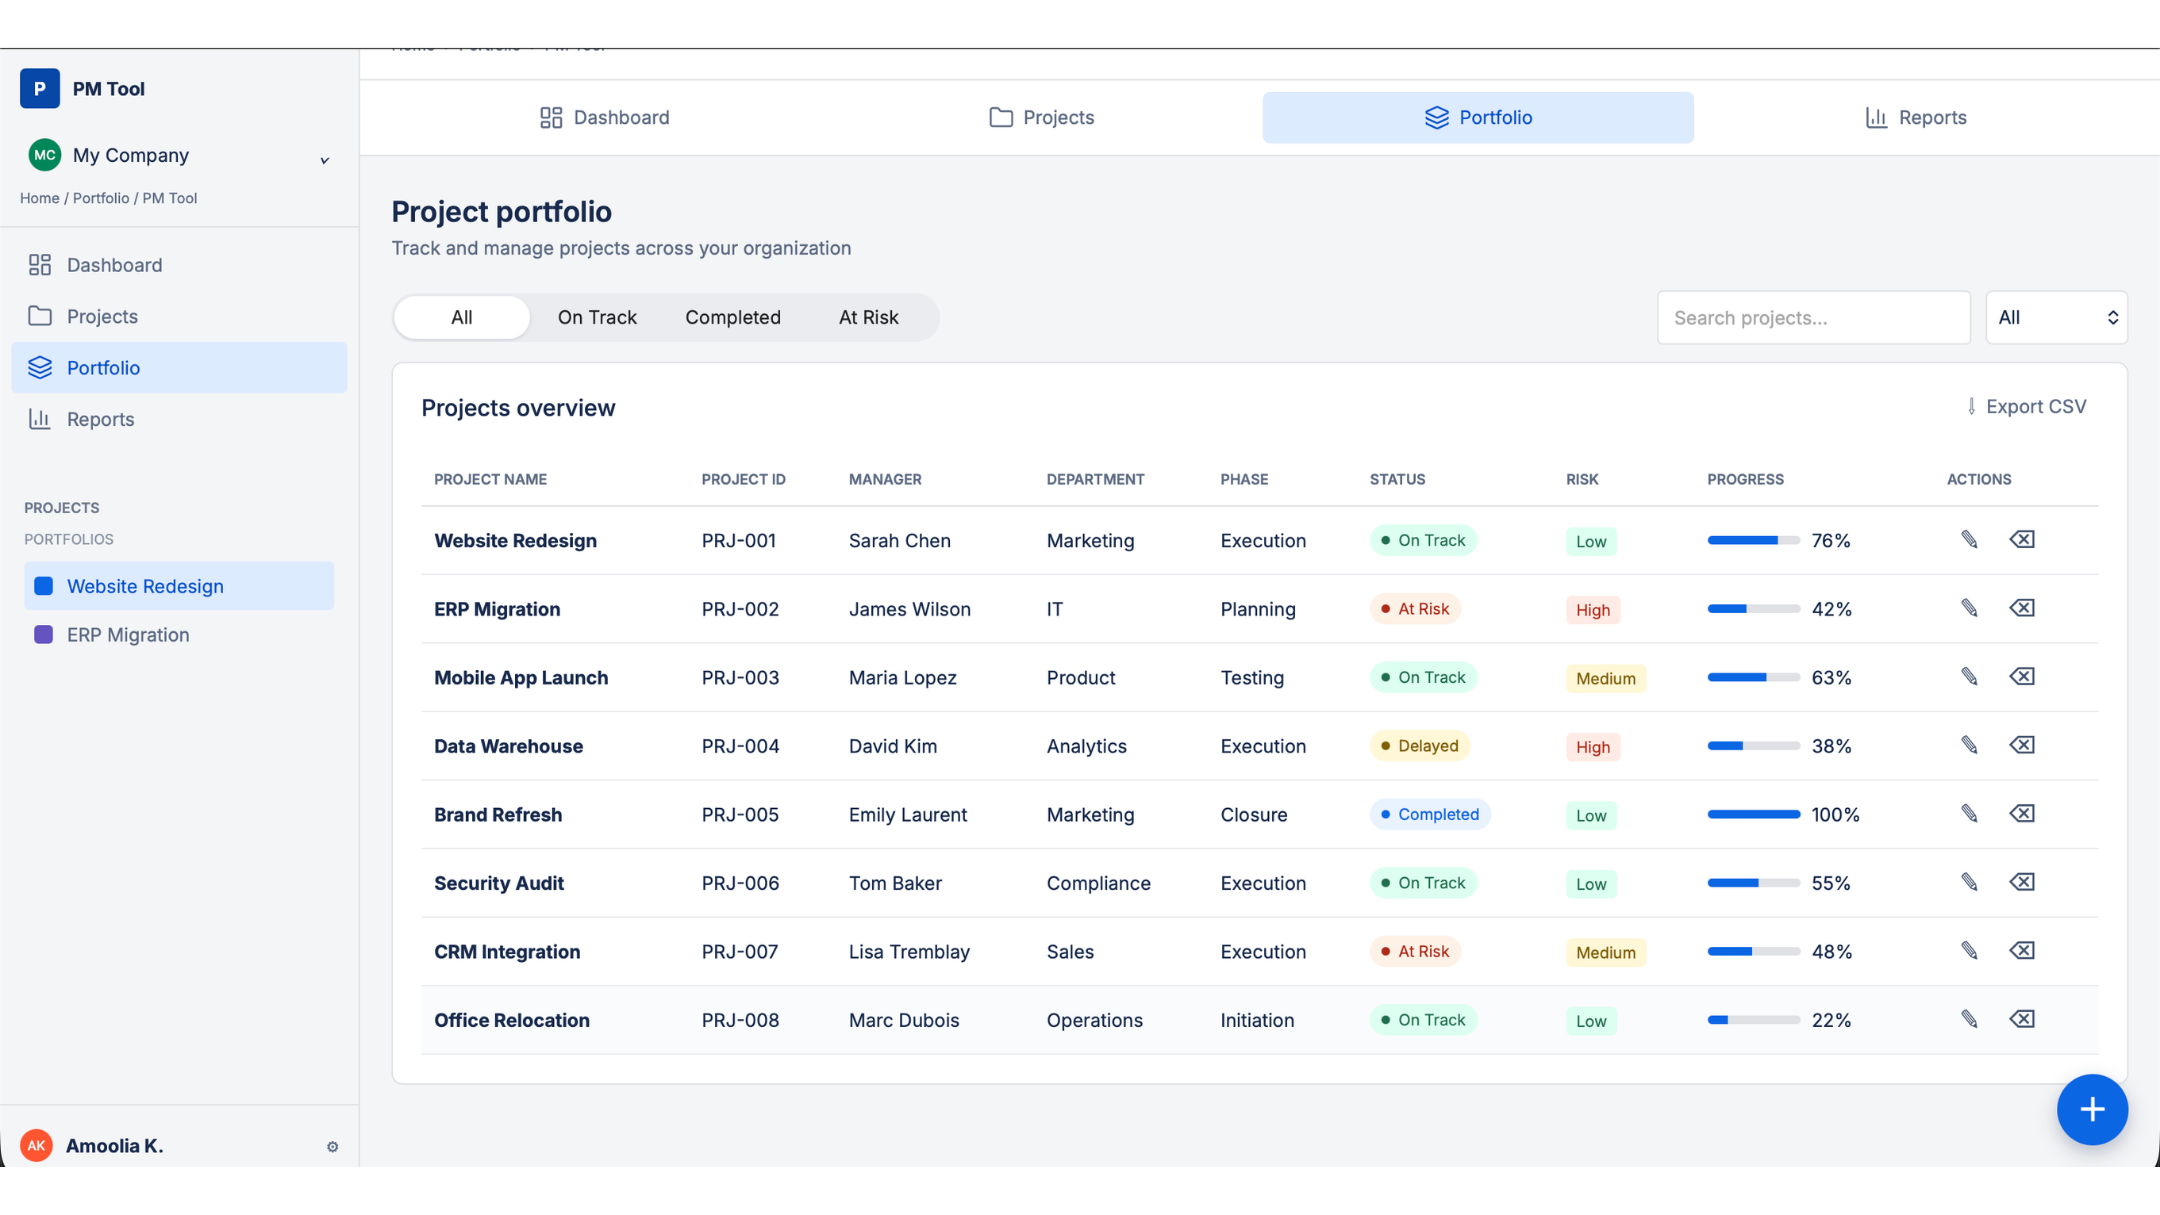 P PM Tool
MC My Company
Home / Portfolio / PM Tool
Dashboard
Projects
Portfolio
Reports
PROJECTS
PORTFOLIOS
Website Redesign
ERP Migration
AK Amoolia K.
Dashboard Projects Portfolio Reports
Project portfolio
Track and manage projects across your organization
All On Track Completed At Risk Search projects... All
Projects overview Export CSV
PROJECT NAME PROJECT ID MANAGER DEPARTMENT PHASE STATUS RISK PROGRESS ACTIONS
Website Redesign PRJ-001 Sarah Chen Marketing Execution On Track Low 76%
ERP Migration PRJ-002 James Wilson IT Planning At Risk High 42%
Mobile App Launch PRJ-003 Maria Lopez Product Testing On Track Medium 63%
Data Warehouse PRJ-004 David Kim Analytics Execution Delayed High 38%
Brand Refresh PRJ-005 Emily Laurent Marketing Closure Completed Low 100%
Security Audit PRJ-006 Tom Baker Compliance Execution On Track Low 55%
CRM Integration PRJ-007 Lisa Tremblay Sales Execution At Risk Medium 48%
Office Relocation PRJ-008 Marc Dubois Operations Initiation On Track Low 22%